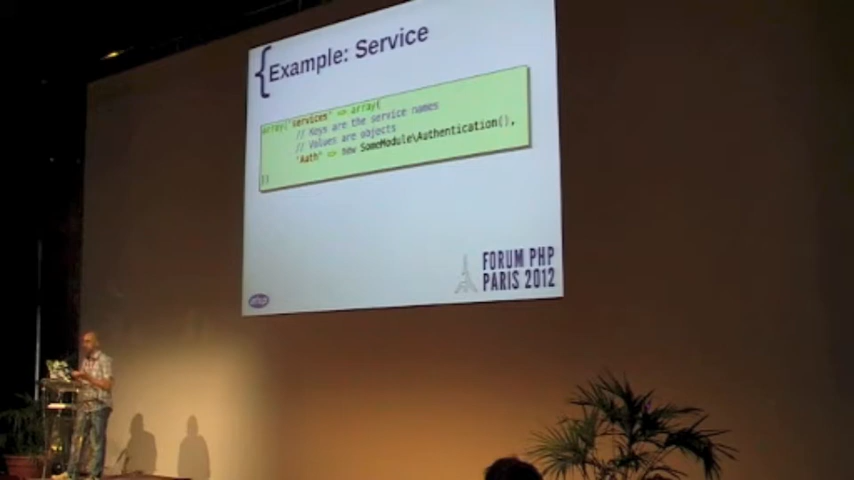 {Example: Service
array("services" => array(
// Keys are the service names
// Values are objects
"Auth" => new SomeModule\Authentication(),
))
FORUM PHP
PARIS 2012